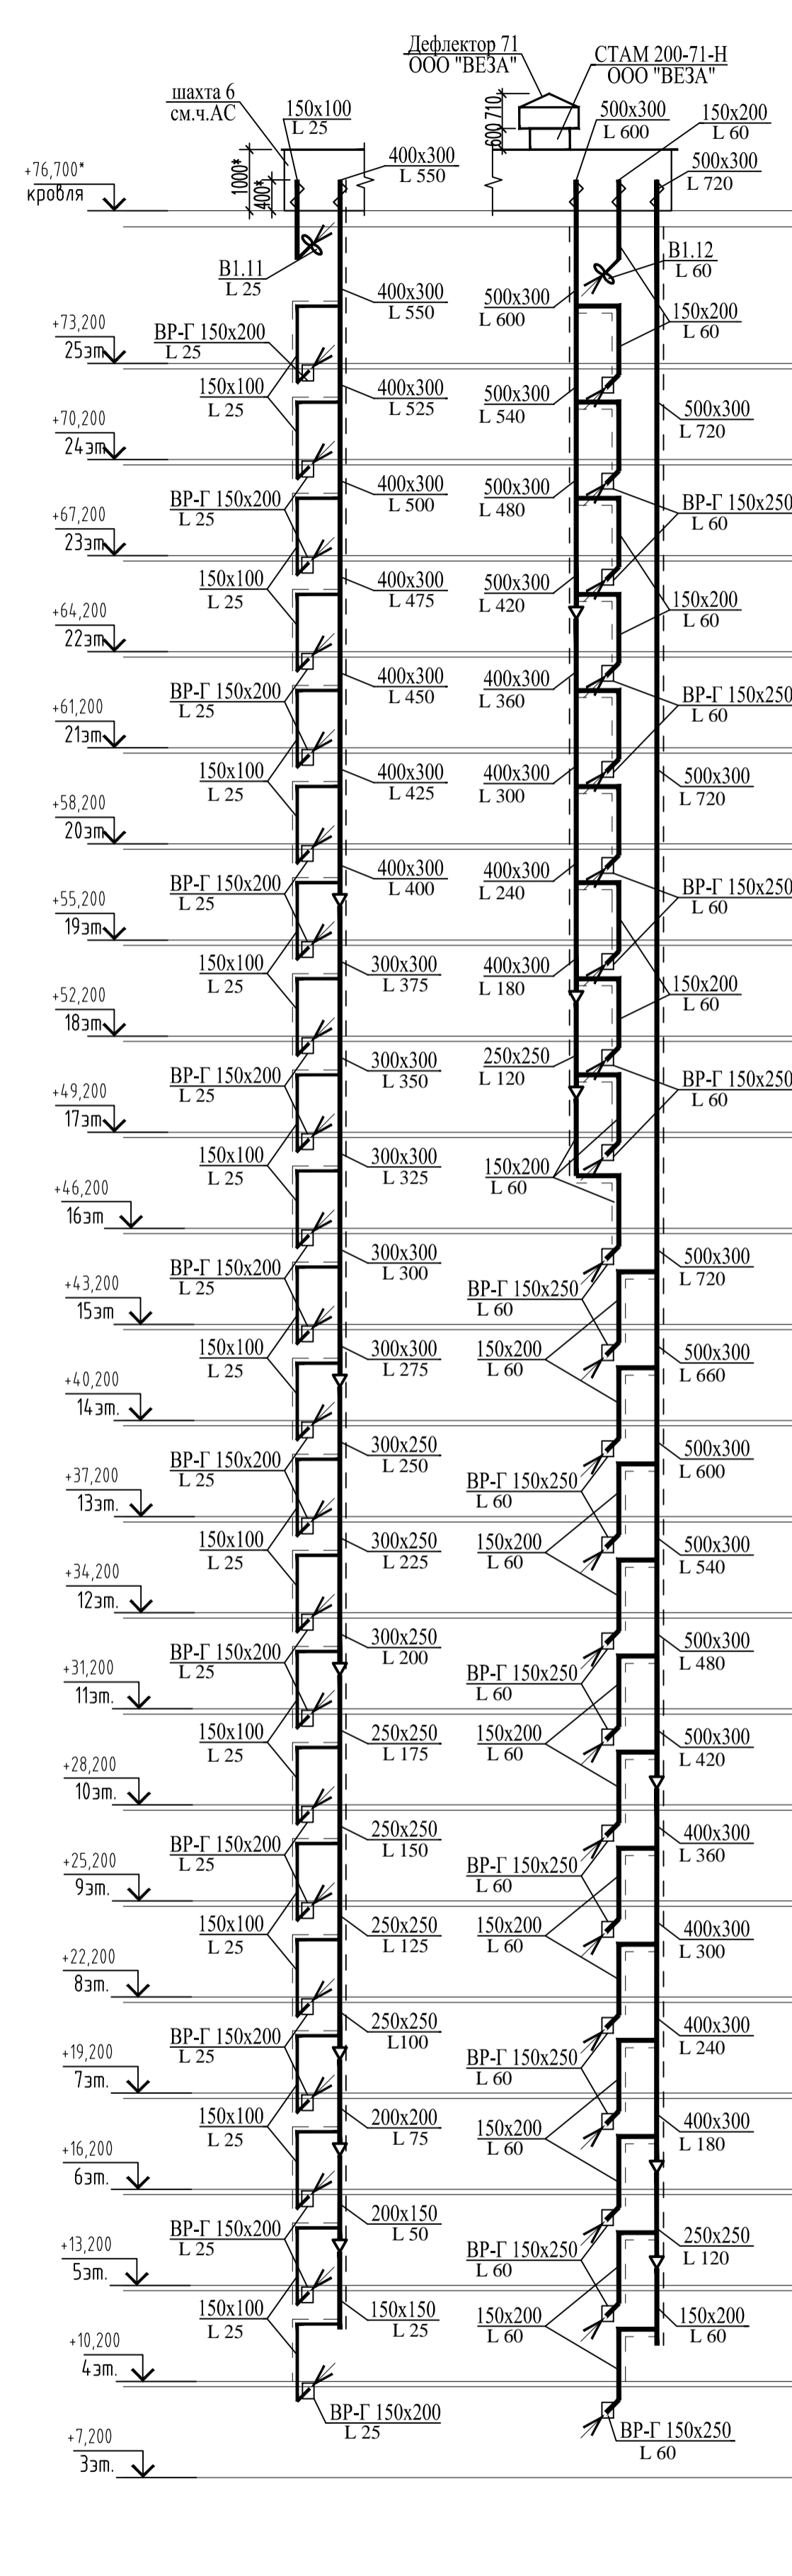 Дефлектор 71
ООО "ВЕЗА"
СТАМ 200-71-Н
ООО "ВЕЗА"
шахта 6
см.ч.АС
150х100
L 25
600 710
500х300
L 600
150х200
L 60
1000*
400*
400х300
L 550
500х300
L 720
+76,700*
кровля
В1.11
L 25
В1.12
L 60
400х300
L 550
500х300
L 600
150х200
L 60
+73,200
25эт
ВР-Г 150х200
L 25
150х100
L 25
400х300
L 525
500х300
L 540
500х300
L 720
+70,200
24эт
ВР-Г 150х200
L 25
400х300
L 500
500х300
L 480
ВР-Г 150х250
L 60
+67,200
23эт
150х100
L 25
400х300
L 475
500х300
L 420
150х200
L 60
+64,200
22эт
ВР-Г 150х200
L 25
400х300
L 450
400х300
L 360
ВР-Г 150х250
L 60
+61,200
21эт
150х100
L 25
400х300
L 425
400х300
L 300
500х300
L 720
+58,200
20эт
ВР-Г 150х200
L 25
400х300
L 400
400х300
L 240
ВР-Г 150х250
L 60
+55,200
19эт
150х100
L 25
300х300
L 375
400х300
L 180
150х200
L 60
+52,200
18эт
ВР-Г 150х200
L 25
300х300
L 350
250х250
L 120
ВР-Г 150х250
L 60
+49,200
17эт
150х100
L 25
300х300
L 325
150х200
L 60
+46,200
16эт
ВР-Г 150х200
L 25
300х300
L 300
ВР-Г 150х250
L 60
500х300
L 720
+43,200
15эт
150х100
L 25
300х300
L 275
150х200
L 60
500х300
L 660
+40,200
14эт.
ВР-Г 150х200
L 25
300х250
L 250
ВР-Г 150х250
L 60
500х300
L 600
+37,200
13эт.
150х100
L 25
300х250
L 225
150х200
L 60
500х300
L 540
+34,200
12эт.
ВР-Г 150х200
L 25
300х250
L 200
ВР-Г 150х250
L 60
500х300
L 480
+31,200
11эт.
150х100
L 25
250х250
L 175
150х200
L 60
500х300
L 420
+28,200
10эт.
ВР-Г 150х200
L 25
250х250
L 150
ВР-Г 150х250
L 60
400х300
L 360
+25,200
9эт.
150х100
L 25
250х250
L 125
150х200
L 60
400х300
L 300
+22,200
8эт.
ВР-Г 150х200
L 25
250х250
L100
ВР-Г 150х250
L 60
400х300
L 240
+19,200
7эт.
150х100
L 25
200х200
L 75
150х200
L 60
400х300
L 180
+16,200
6эт.
ВР-Г 150х200
L 25
200х150
L 50
ВР-Г 150х250
L 60
250х250
L 120
+13,200
5эт.
150х100
L 25
150х150
L 25
150х200
L 60
150х200
L 60
+10,200
4эт.
ВР-Г 150х200
L 25
ВР-Г 150х250
L 60
+7,200
3эт.